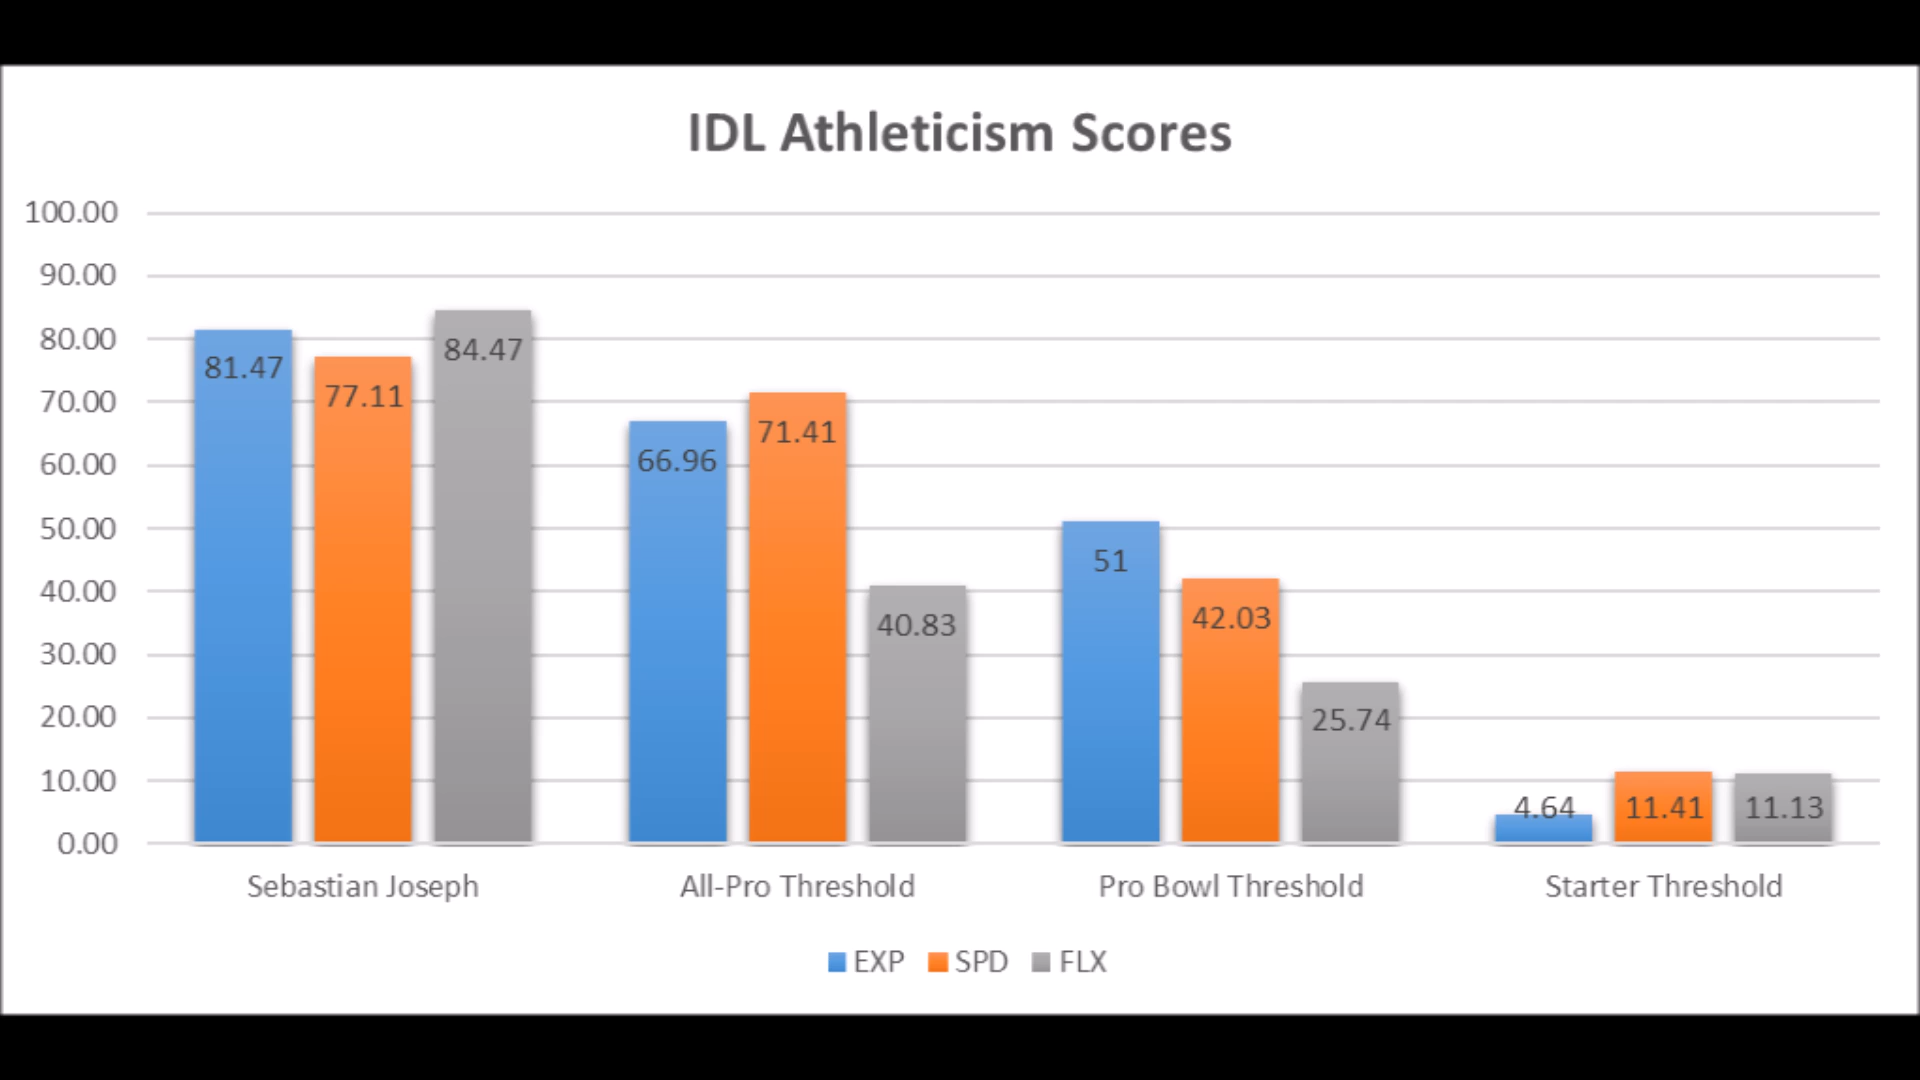 IDL Athleticism Scores
100.00
90.00
80.00
70.00
60.00
50.00
40.00
30.00
20.00
10.00
0.00
81.47 77.11 84.47
66.96 71.41 40.83
51 42.03 25.74
4.64 11.41 11.13
Sebastian Joseph All-Pro Threshold Pro Bowl Threshold Starter Threshold
EXP SPD FLX